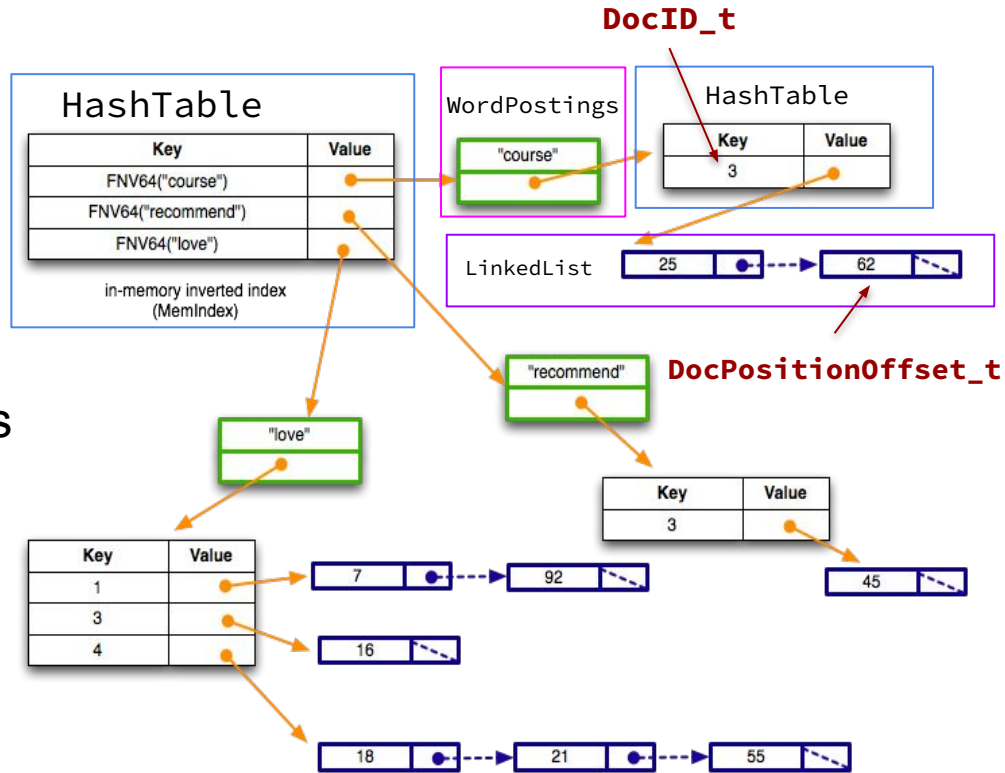 DocID_t
HashTable
Key Value
FNV64("course")
FNV64("recommend")
FNV64("love")
in-memory inverted index
(MemIndex)
WordPostings
"course"
HashTable
Key Value
3
LinkedList 25 62
DocPositionOffset_t
"recommend"
s
"love"
Key Value
3
45
Key Value
1
3
4
7 92
16
18 21 55